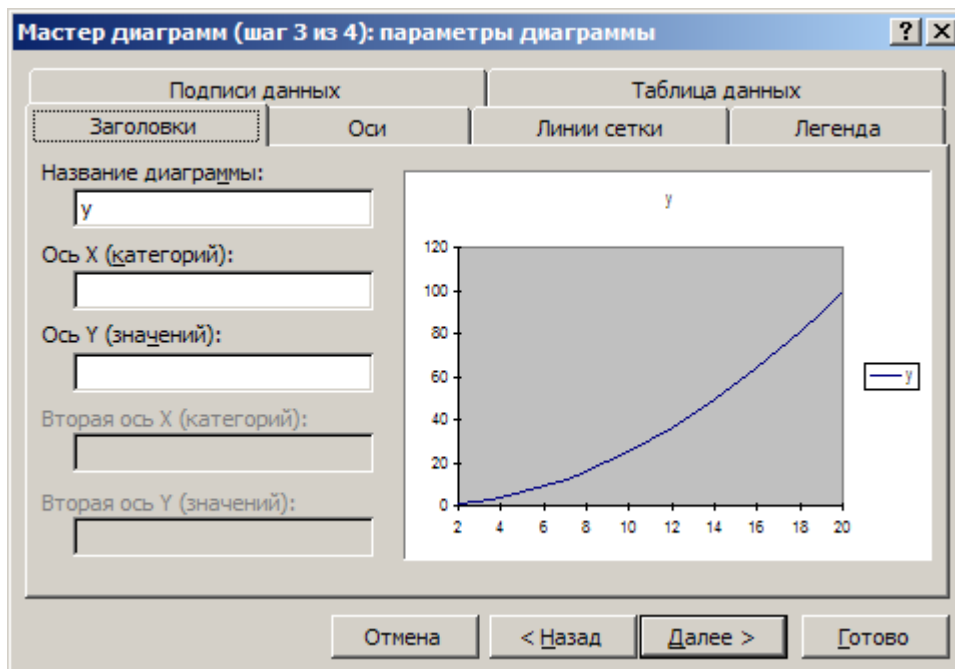 Мастер диаграмм (шаг 3 из 4): параметры диаграммы
Подписи данных Таблица данных
Заголовки Оси Линии сетки Легенда
Название диаграммы:
y
Ось X (категорий):
Ось Y (значений):
Вторая ось X (категорий):
Вторая ось Y (значений):
y
120
100
80
60
40
20
0
2 4 6 8 10 12 14 16 18 20
y
Отмена < Назад Далее > Готово